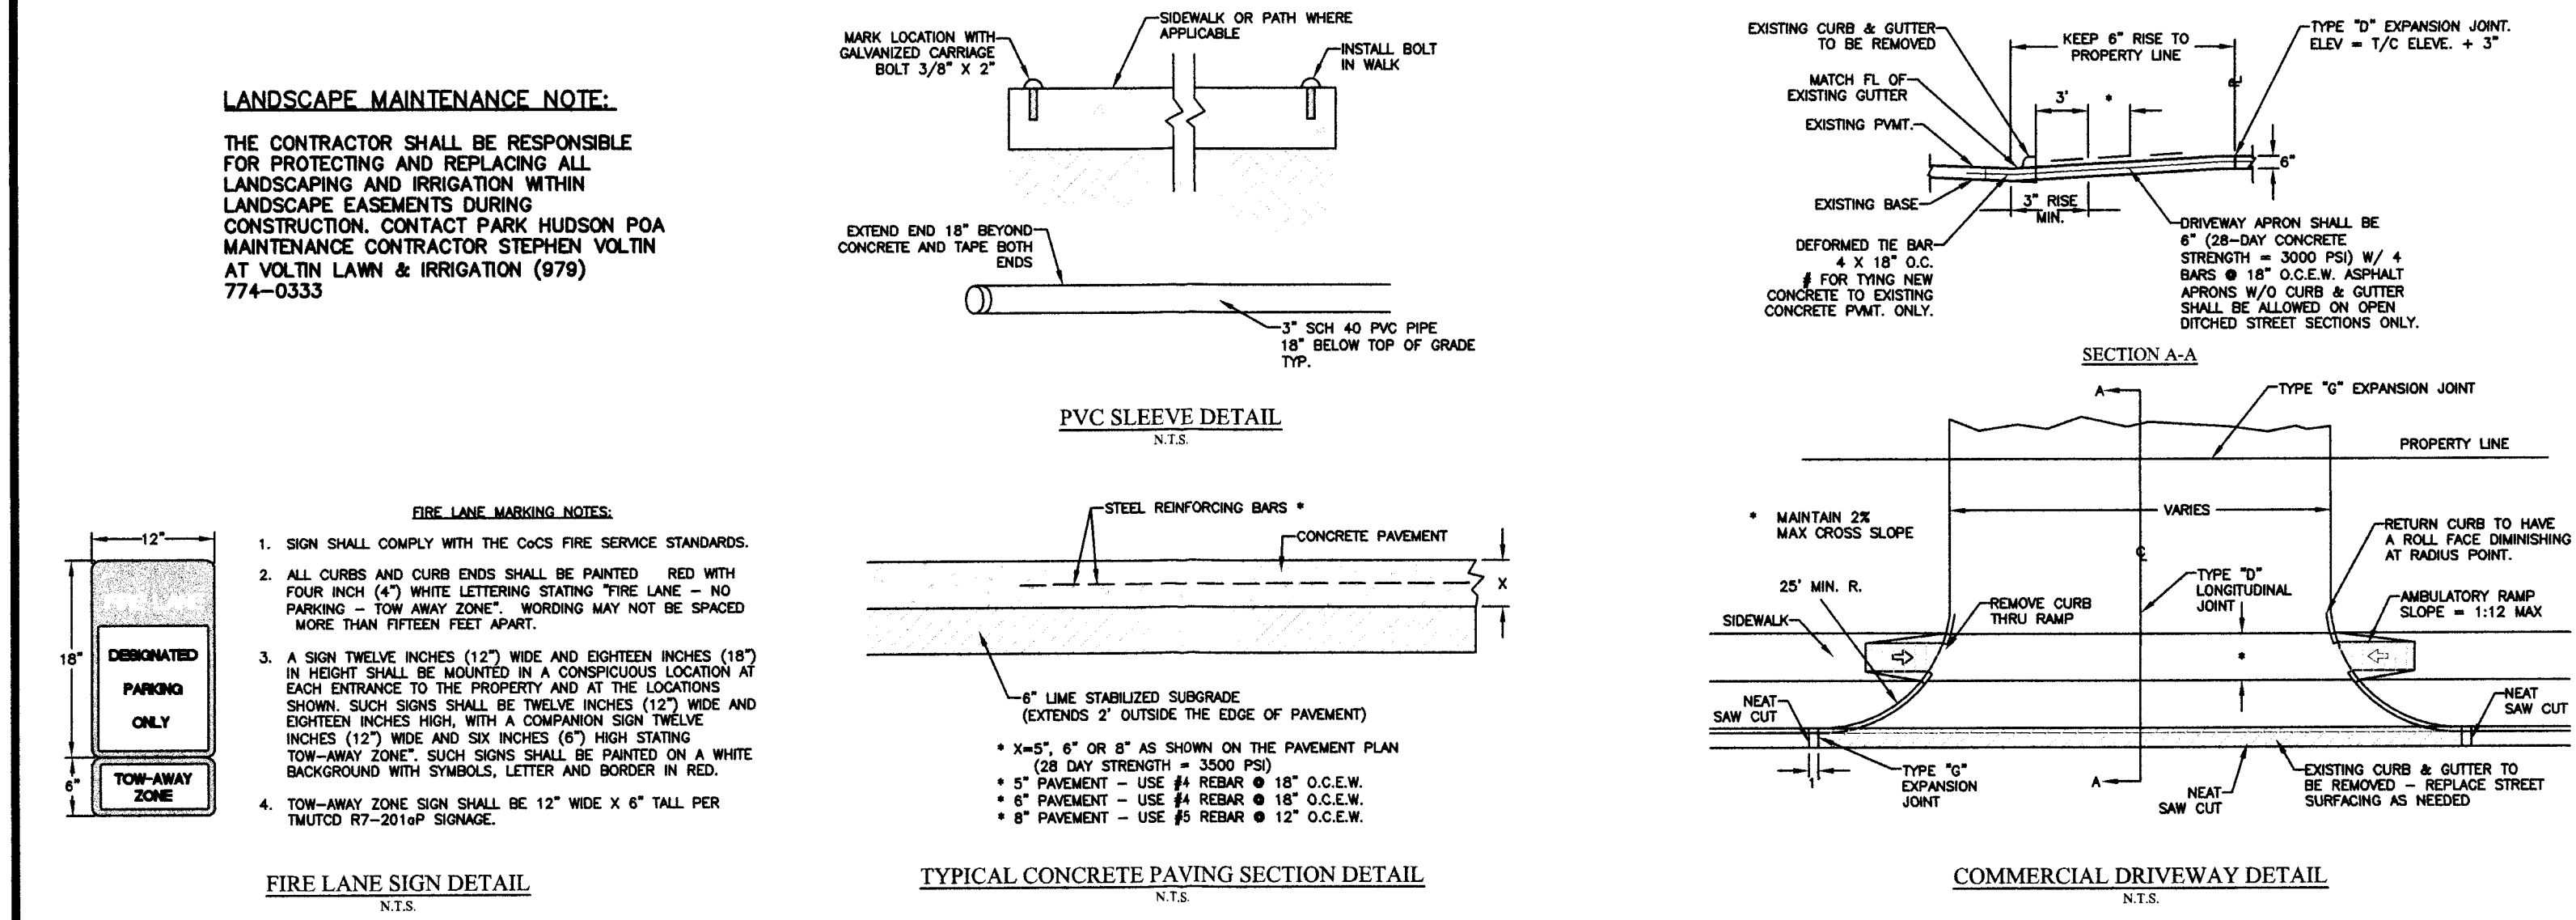 LANDSCAPE MAINTENANCE NOTE:
THE CONTRACTOR SHALL BE RESPONSIBLE
FOR PROTECTING AND REPLACING ALL
LANDSCAPING AND IRRIGATION WITHIN
LANDSCAPE EASEMENTS DURING
CONSTRUCTION. CONTACT PARK HUDSON POA
MAINTENANCE CONTRACTOR STEPHEN VOLTIN
AT VOLTIN LAWN & IRRIGATION (979)
774-0333
MARK LOCATION WITH
GALVANIZED CARRIAGE
BOLT 3/8" X 2"
SIDEWALK OR PATH WHERE
APPLICABLE
INSTALL BOLT
IN WALK
EXTEND END 18" BEYOND
CONCRETE AND TAPE BOTH
ENDS
3" SCH 40 PVC PIPE
18" BELOW TOP OF GRADE
TYP.
PVC SLEEVE DETAIL
N.T.S.
EXISTING CURB & GUTTER
TO BE REMOVED
KEEP 6" RISE TO
PROPERTY LINE
TYPE "D" EXPANSION JOINT.
ELEV = T/C ELEVE. + 3"
MATCH FL OF
EXISTING GUTTER
3'
*
EXISTING PVMT.
6"
EXISTING BASE
3" RISE
MIN.
DEFORMED TIE BAR
4 X 18" O.C.
# FOR TYING NEW
CONCRETE TO EXISTING
CONCRETE PVMT. ONLY.
DRIVEWAY APRON SHALL BE
6" (28-DAY CONCRETE
STRENGTH = 3000 PSI) W/ 4
BARS @ 18" O.C.E.W. ASPHALT
APRONS W/O CURB & GUTTER
SHALL BE ALLOWED ON OPEN
DITCHED STREET SECTIONS ONLY.
SECTION A-A
FIRE LANE MARKING NOTES:
1. SIGN SHALL COMPLY WITH THE CoCS FIRE SERVICE STANDARDS.
2. ALL CURBS AND CURB ENDS SHALL BE PAINTED RED WITH
FOUR INCH (4") WHITE LETTERING STATING "FIRE LANE - NO
PARKING - TOW AWAY ZONE". WORDING MAY NOT BE SPACED
MORE THAN FIFTEEN FEET APART.
3. A SIGN TWELVE INCHES (12") WIDE AND EIGHTEEN INCHES (18")
IN HEIGHT SHALL BE MOUNTED IN A CONSPICUOUS LOCATION AT
EACH ENTRANCE TO THE PROPERTY AND AT THE LOCATIONS
SHOWN. SUCH SIGNS SHALL BE TWELVE INCHES (12") WIDE AND
EIGHTEEN INCHES HIGH, WITH A COMPANION SIGN TWELVE
INCHES (12") WIDE AND SIX INCHES (6") HIGH STATING
TOW-AWAY ZONE". SUCH SIGNS SHALL BE PAINTED ON A WHITE
BACKGROUND WITH SYMBOLS, LETTER AND BORDER IN RED.
4. TOW-AWAY ZONE SIGN SHALL BE 12" WIDE X 6" TALL PER
TMUTCD R7-201aP SIGNAGE.
12"
18"
6"
FIRE LANE
DESIGNATED
PARKING
ONLY
TOW-AWAY
ZONE
FIRE LANE SIGN DETAIL
N.T.S.
STEEL REINFORCING BARS *
CONCRETE PAVEMENT
X
6" LIME STABILIZED SUBGRADE
(EXTENDS 2' OUTSIDE THE EDGE OF PAVEMENT)
* X=5", 6" OR 8" AS SHOWN ON THE PAVEMENT PLAN
(28 DAY STRENGTH = 3500 PSI)
* 5" PAVEMENT - USE #4 REBAR @ 18" O.C.E.W.
* 6" PAVEMENT - USE #4 REBAR @ 18" O.C.E.W.
* 8" PAVEMENT - USE #5 REBAR @ 12" O.C.E.W.
TYPICAL CONCRETE PAVING SECTION DETAIL
N.T.S.
A
TYPE "G" EXPANSION JOINT
PROPERTY LINE
* MAINTAIN 2%
MAX CROSS SLOPE
VARIES
RETURN CURB TO HAVE
A ROLL FACE DIMINISHING
AT RADIUS POINT.
25' MIN. R.
TYPE "D"
LONGITUDINAL
JOINT
REMOVE CURB
THRU RAMP
AMBULATORY RAMP
SLOPE = 1:12 MAX
SIDEWALK
*
NEAT
SAW CUT
NEAT
SAW CUT
1'
TYPE "G"
EXPANSION
JOINT
A
NEAT
SAW CUT
EXISTING CURB & GUTTER TO
BE REMOVED - REPLACE STREET
SURFACING AS NEEDED
COMMERCIAL DRIVEWAY DETAIL
N.T.S.